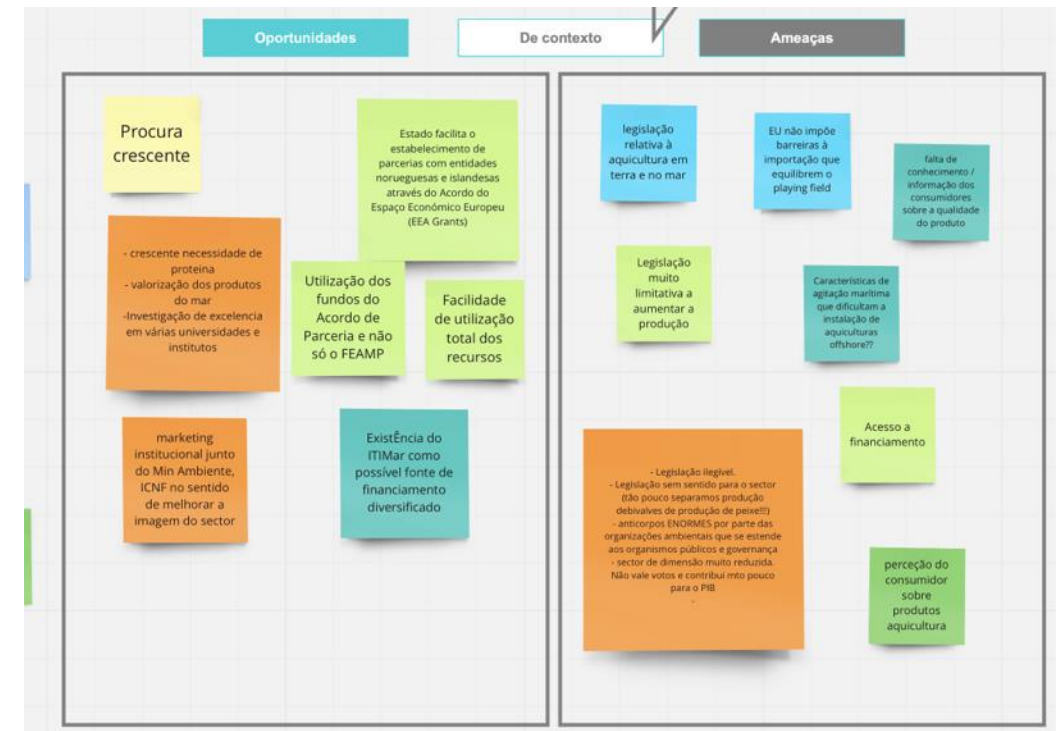 Oportunidades
De contexto
Ameaças
Procura
crescente
Estado facilita o
estabelecimento de
parcerias com entidades
norueguesas e islandesas
através do Acordo do
Espaço Económico Europeu
(EEA Grants)
- crescente necessidade de
proteina
- valorização dos produtos
do mar
-Investigação de excelencia
em várias universidades e
institutos
Utilização dos
fundos do
Acordo de
Parceria e não
só o FEAMP
Facilidade
de utilização
total dos
recursos
marketing
institucional junto
do Min Ambiente,
ICNF no sentido
de melhorar a
imagem do sector
ExistÊncia do
ITIMar como
possível fonte de
financiamento
diversificado
legislação
relativa à
aquicultura em
terra e no mar
EU não impõe
barreiras à
importação que
equilibrem o
playing field
falta de
conhecimento /
informação dos
consumidores
sobre a qualidade
do produto
Legislação
muito
limitativa a
aumentar a
produção
Características de
agitação marítima
que dificultam a
instalação de
aquiculturas
offshore??
Acesso a
financiamento
- Legislação ilegível.
- Legislação sem sentido para o sector
(tão pouco separamos produção
debivalves de produção de peixe!!!)
- anticorpos ENORMES por parte das
organizações ambientais que se estende
aos organismos públicos e governança
- sector de dimensão muito reduzida.
Não vale votos e contribui mto pouco
para o PIB
-
perceção do
consumidor
sobre
produtos
aquicultura